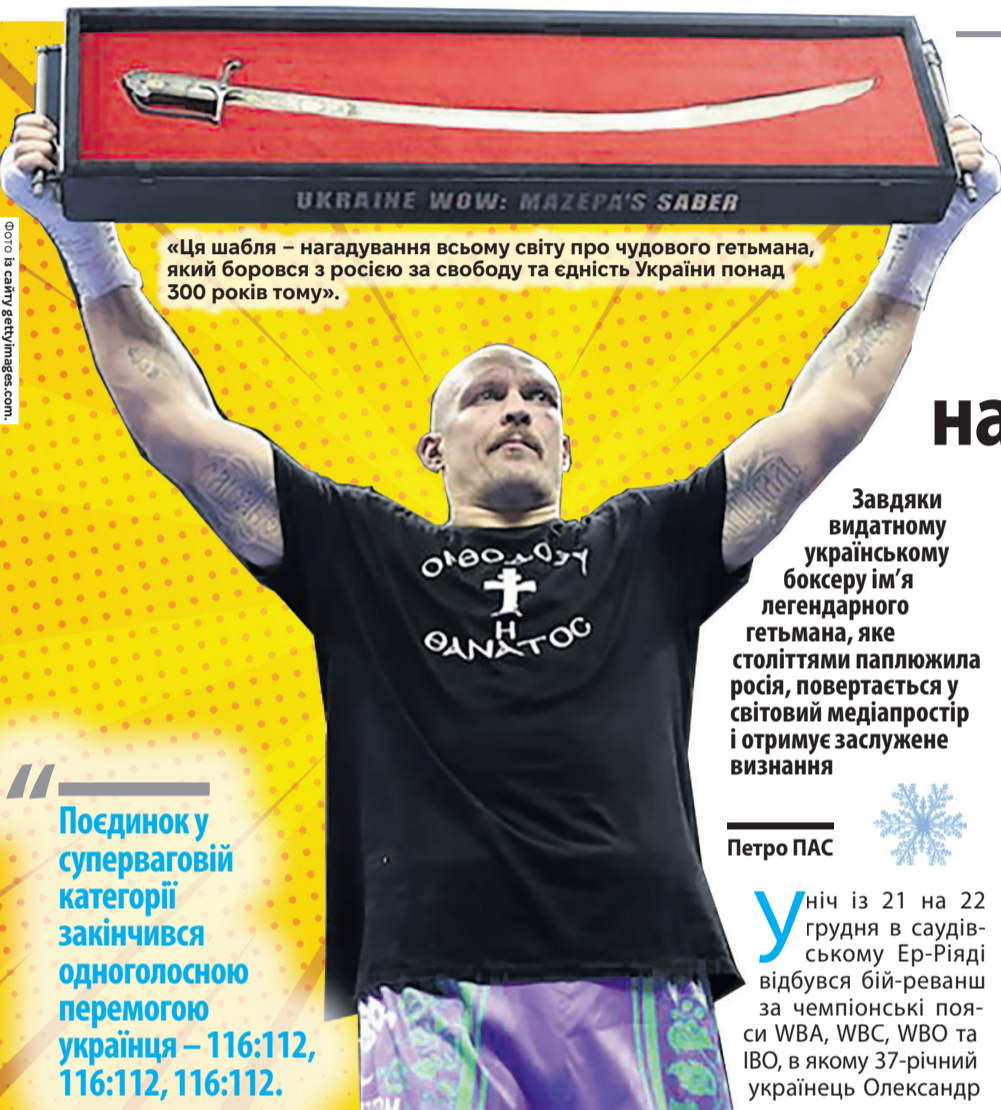 UKRAINE WOW: MAZEPA'S SABER
«Ця шабля – нагадування всьому світу про чудового гетьмана,
який боровся з росією за свободу та єдність України понад
300 років тому».
Фото із сайту gettyimages.com.
на
ΟΡΘΟΔΟΞΥ
Η
ΘΑΝΑΤΟС
Завдяки
видатному
українському
боксеру ім’я
легендарного
гетьмана, яке
століттями паплюжила
росія, повертається у
світовий медіапростір
і отримує заслужене
визнання
Петро ПАС
Уніч із 21 на 22
грудня в саудів-
ському Ер-Ріяді
відбувся бій-реванш
за чемпіонські поя-
си WBA, WBC, WBO та
IBO, в якому 37-річний
українець Олександр
“
Поєдинок у
суперваговій
категорії
закінчився
одноголосною
перемогою
українця – 116:112,
116:112, 116:112.